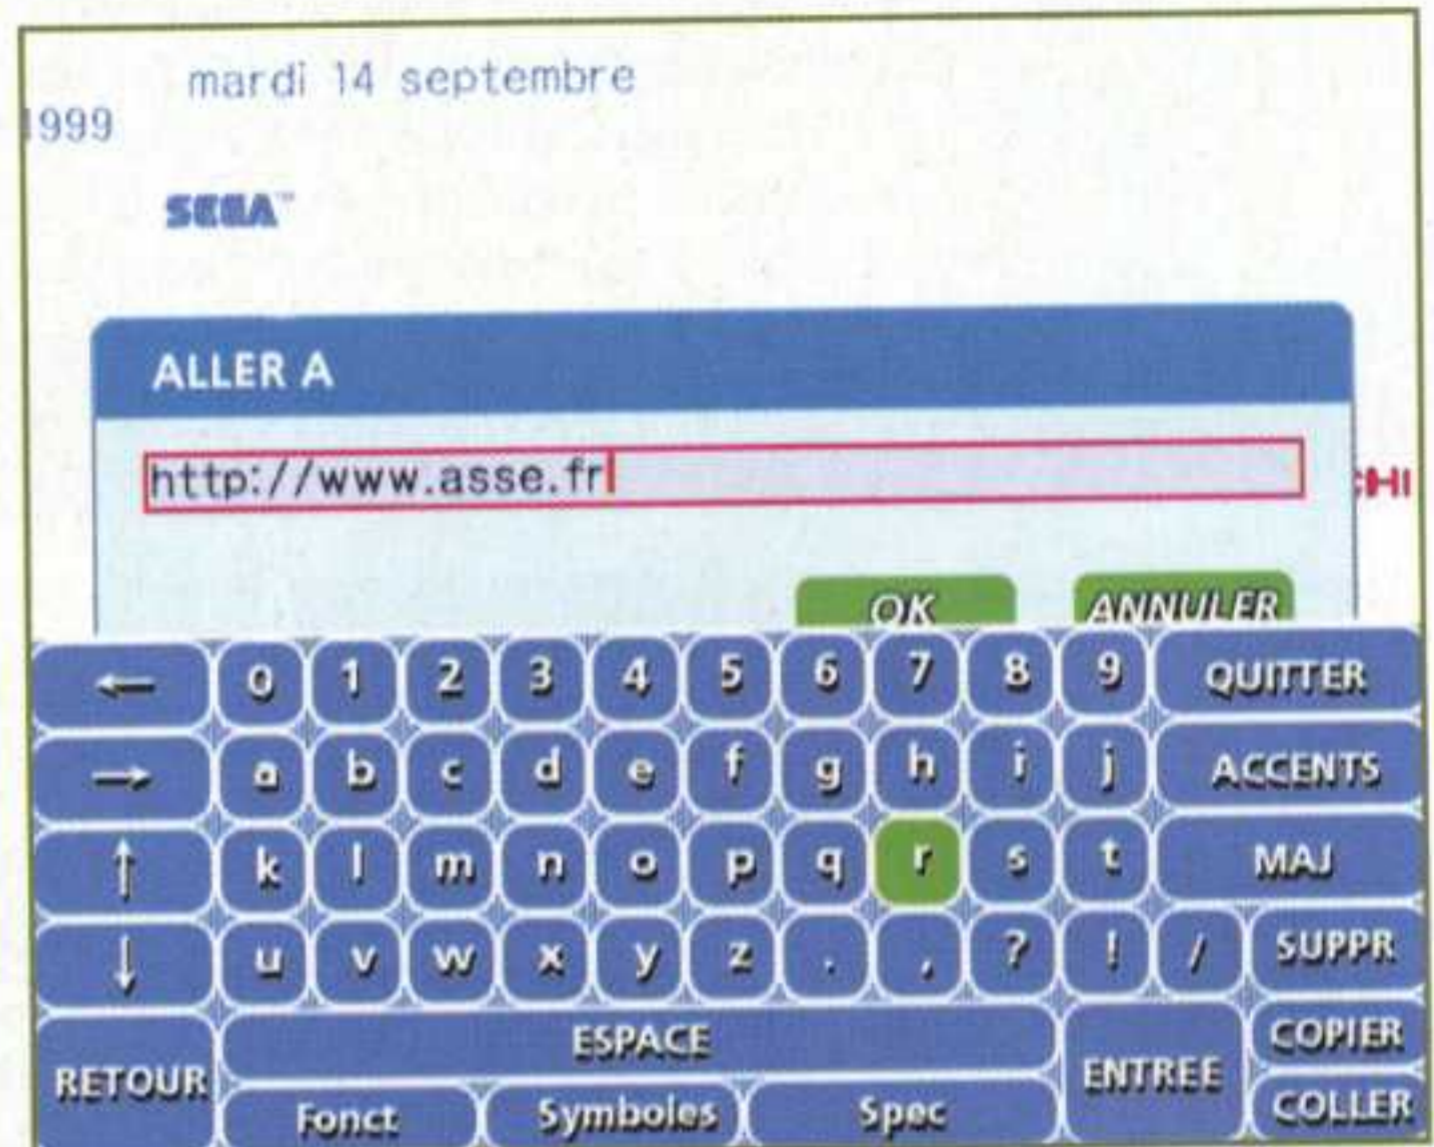 mardi 14 septembre
1999
SEGA™
ALLER A
http://www.asse.fr
OK ANNULER
← 0 1 2 3 4 5 6 7 8 9 QUITTER
→ a b c d e f g h i j ACCENTS
↑ k l m n o p q r s t MAJ
↓ u v w x y z . , ? ! / SUPPR
RETOUR ESPACE ENTREE COPIER
Fonct Symboles Spec COLLER